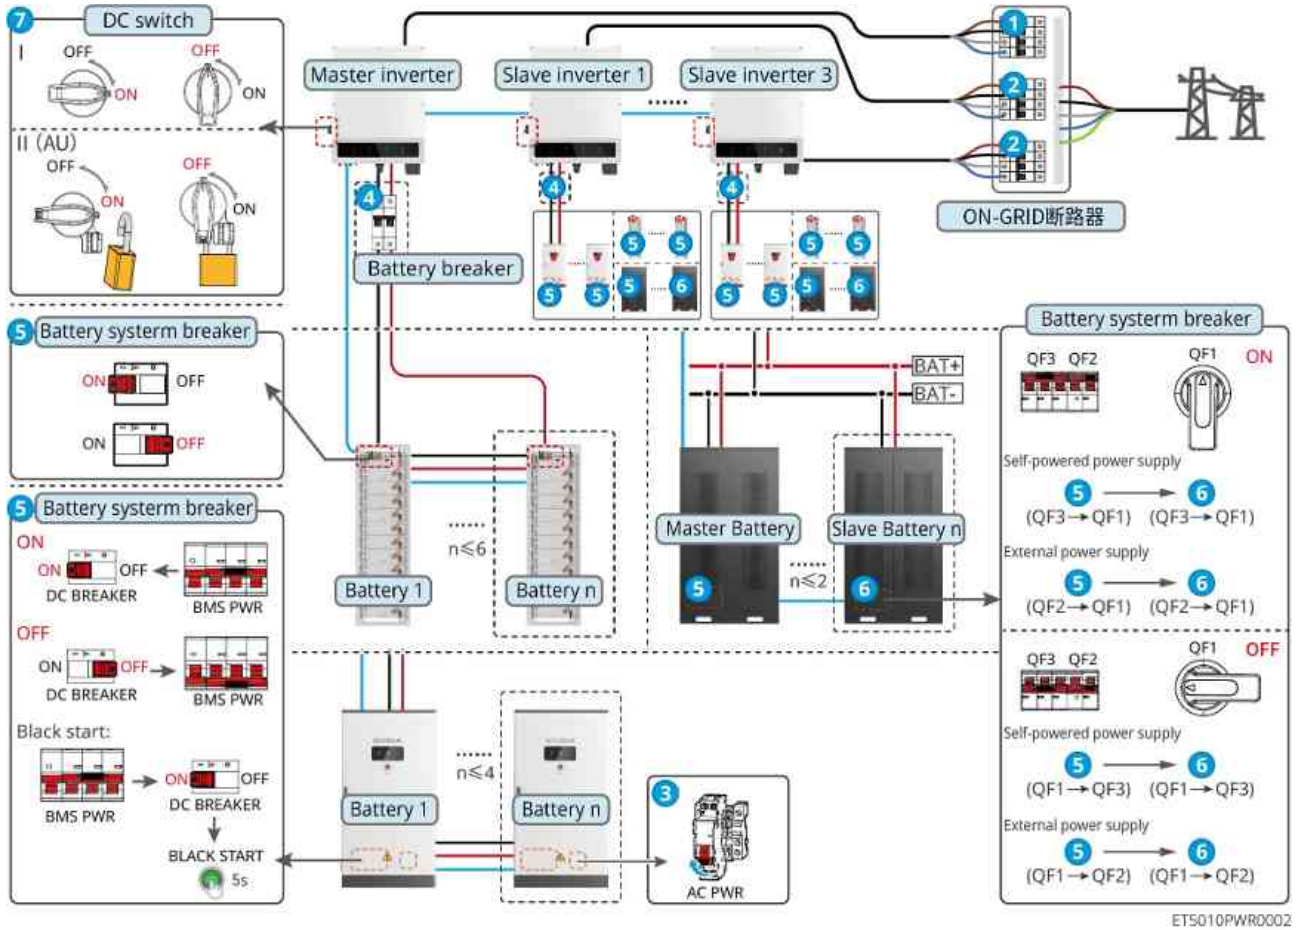 7 DC switch
I OFF ON
OFF ON
II (AU)
OFF ON
OFF ON
Master inverter
Slave inverter 1
Slave inverter 3
······
1
2
2
ON-GRID断路器
4
Battery breaker
4
4
5 ······ 5
5 ······ 5
5 6
5 ······ 5
5 ······ 5
5 6
5 Battery systerm breaker
ON OFF
ON OFF
Battery 1
······
n≤6
Battery n
BAT+
BAT-
Master Battery
Slave Battery n
······
n≤2
5
6
Battery systerm breaker
QF3 QF2 QF1 ON
Self-powered power supply
5 → 6
(QF3→QF1) (QF3→QF1)
External power supply
5 → 6
(QF2→QF1) (QF2→QF1)
QF3 QF2 QF1 OFF
Self-powered power supply
5 → 6
(QF1→QF3) (QF1→QF3)
External power supply
5 → 6
(QF1→QF2) (QF1→QF2)
5 Battery systerm breaker
ON
ON OFF
DC BREAKER
BMS PWR
OFF
ON OFF
DC BREAKER
BMS PWR
Black start:
BMS PWR
ON OFF
DC BREAKER
BLACK START
5s
Battery 1
······
n≤4
Battery n
3
AC PWR
ET5010PWR0002